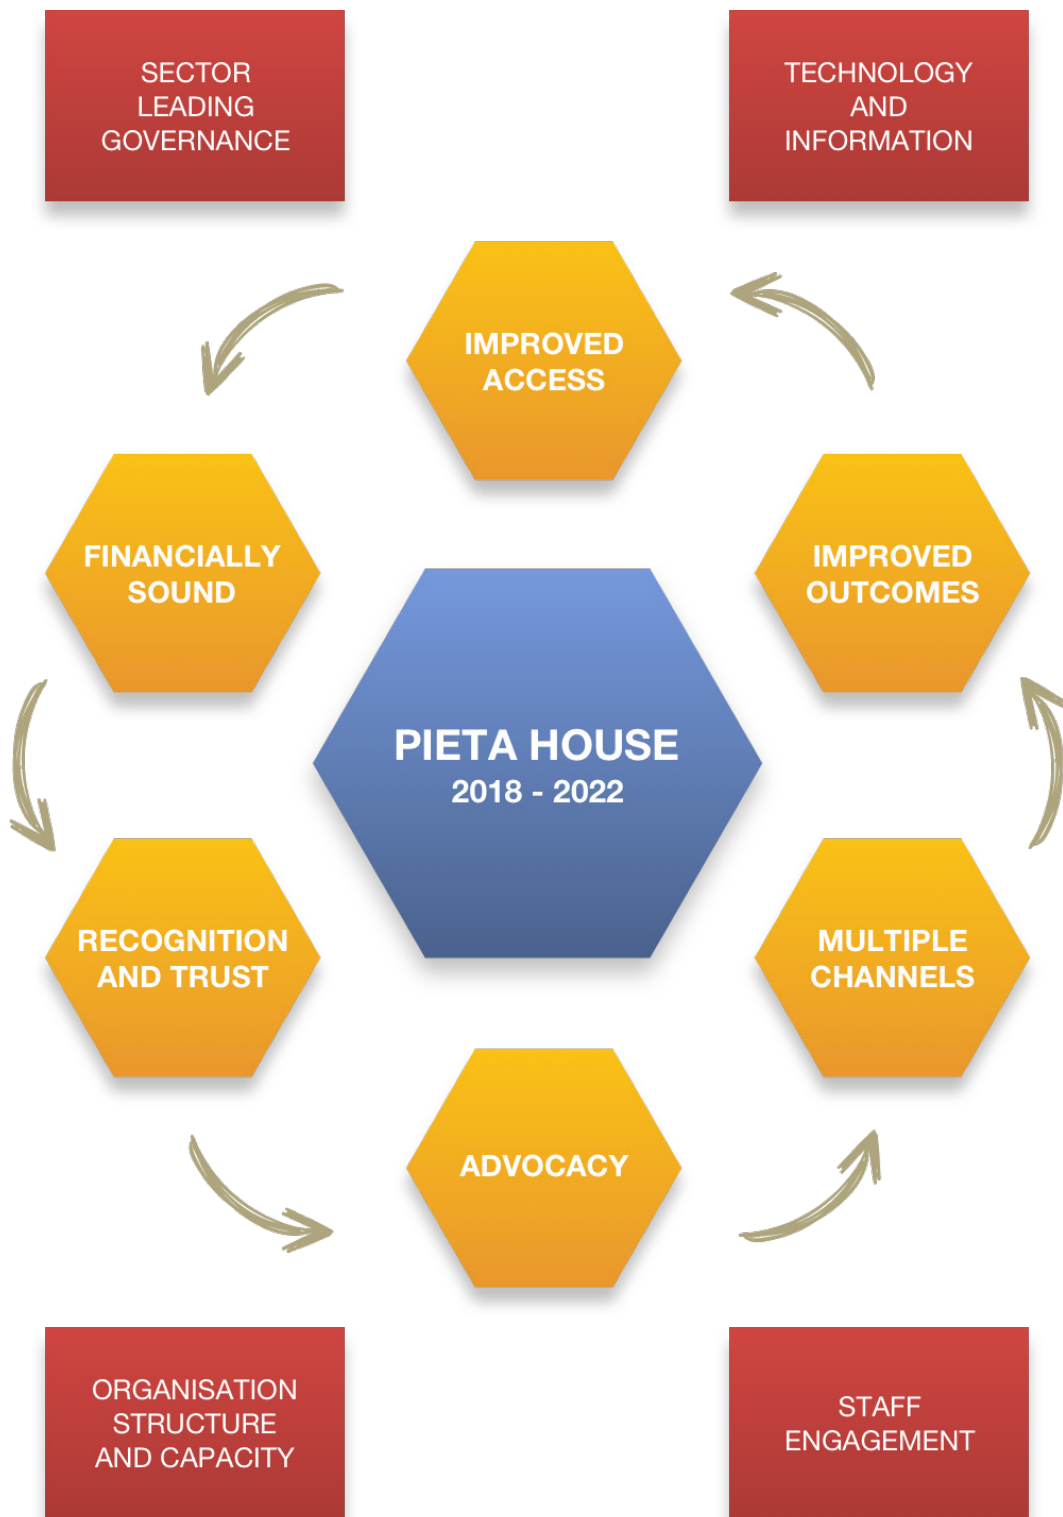 SECTOR
LEADING
GOVERNANCE
TECHNOLOGY
AND
INFORMATION
IMPROVED
ACCESS
FINANCIALLY
SOUND
IMPROVED
OUTCOMES
PIETA HOUSE
2018 - 2022
RECOGNITION
AND TRUST
MULTIPLE
CHANNELS
ADVOCACY
ORGANISATION
STRUCTURE
AND CAPACITY
STAFF
ENGAGEMENT